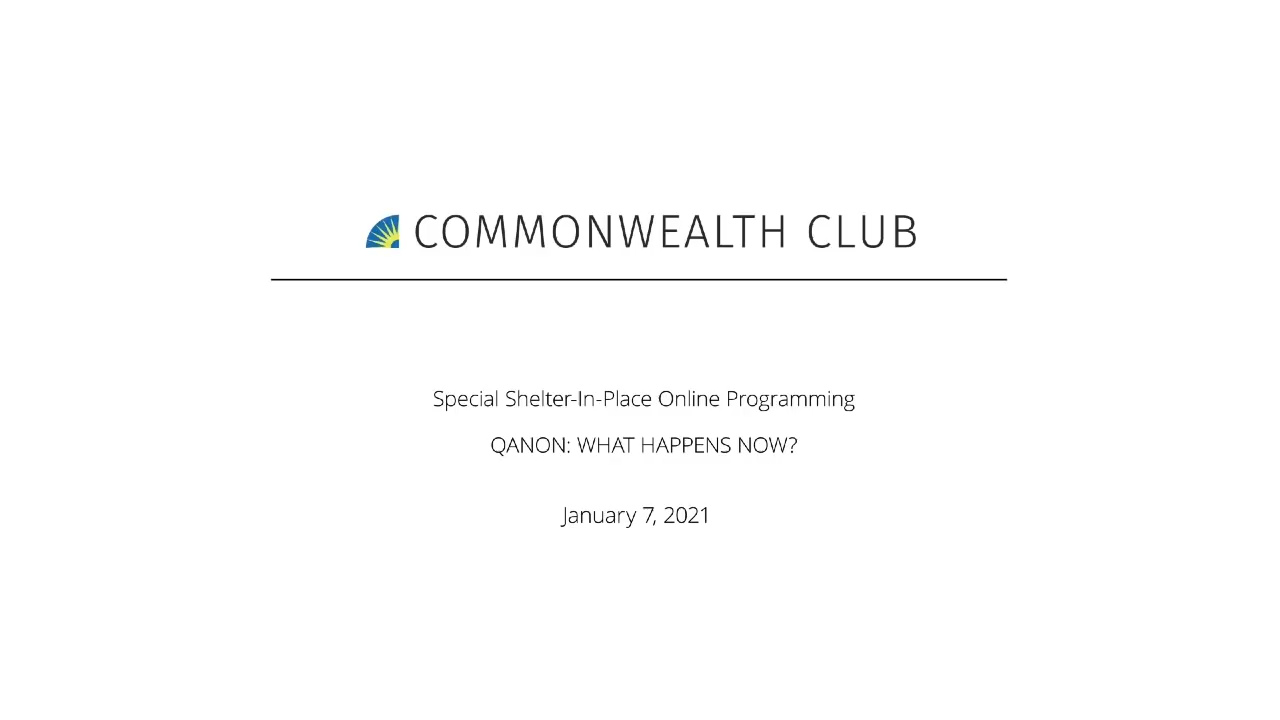 COMMONWEALTH CLUB
Special Shelter-In-Place Online Programming
QANON: WHAT HAPPENS NOW?
January 7, 2021